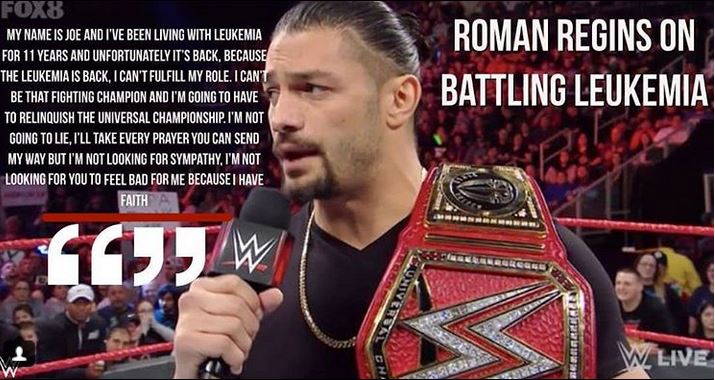 FOX8
MY NAME IS JOE AND I'VE BEEN LIVING WITH LEUKEMIA
FOR 11 YEARS AND UNFORTUNATELY IT'S BACK, BECAUSE
THE LEUKEMIA IS BACK, I CAN'T FULFILL MY ROLE. I CAN'T
BE THAT FIGHTING CHAMPION AND I'M GOING TO HAVE
TO RELINQUISH THE UNIVERSAL CHAMPIONSHIP. I'M NOT
GOING TO LIE, I'LL TAKE EVERY PRAYER YOU CAN SEND
MY WAY BUT I'M NOT LOOKING FOR SYMPATHY, I'M NOT
LOOKING FOR YOU TO FEEL BAD FOR ME BECAUSE I HAVE
FAITH
““””
ROMAN REGINS ON
BATTLING LEUKEMIA
W
UNIVERSAL CH
W
W LIVE
W